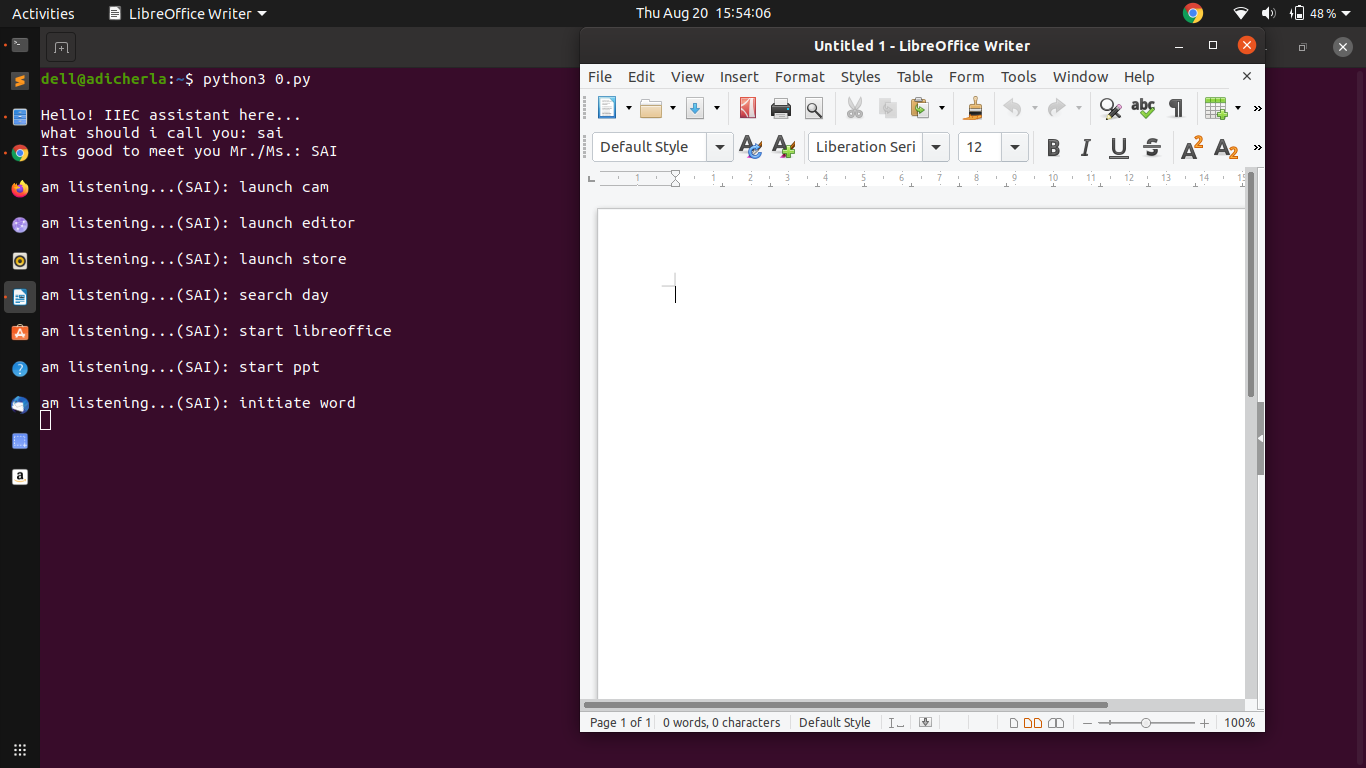 Activities
LibreOffice Writer
Thu Aug 20 15:54:06
48 %
dell@adicherla:~$ python3 0.py
Hello! IIEC assistant here...
what should i call you: sai
Its good to meet you Mr./Ms.: SAI
am listening...(SAI): launch cam
am listening...(SAI): launch editor
am listening...(SAI): launch store
am listening...(SAI): search day
am listening...(SAI): start libreoffice
am listening...(SAI): start ppt
am listening...(SAI): initiate word
Untitled 1 - LibreOffice Writer
File Edit View Insert Format Styles Table Form Tools Window Help
abc
Default Style
Liberation Seri
12
B I U S A2 A2
1 1 2 3 4 5 6 7 8 9 10 11 12 13 14 15
Page 1 of 1
0 words, 0 characters
Default Style
100%